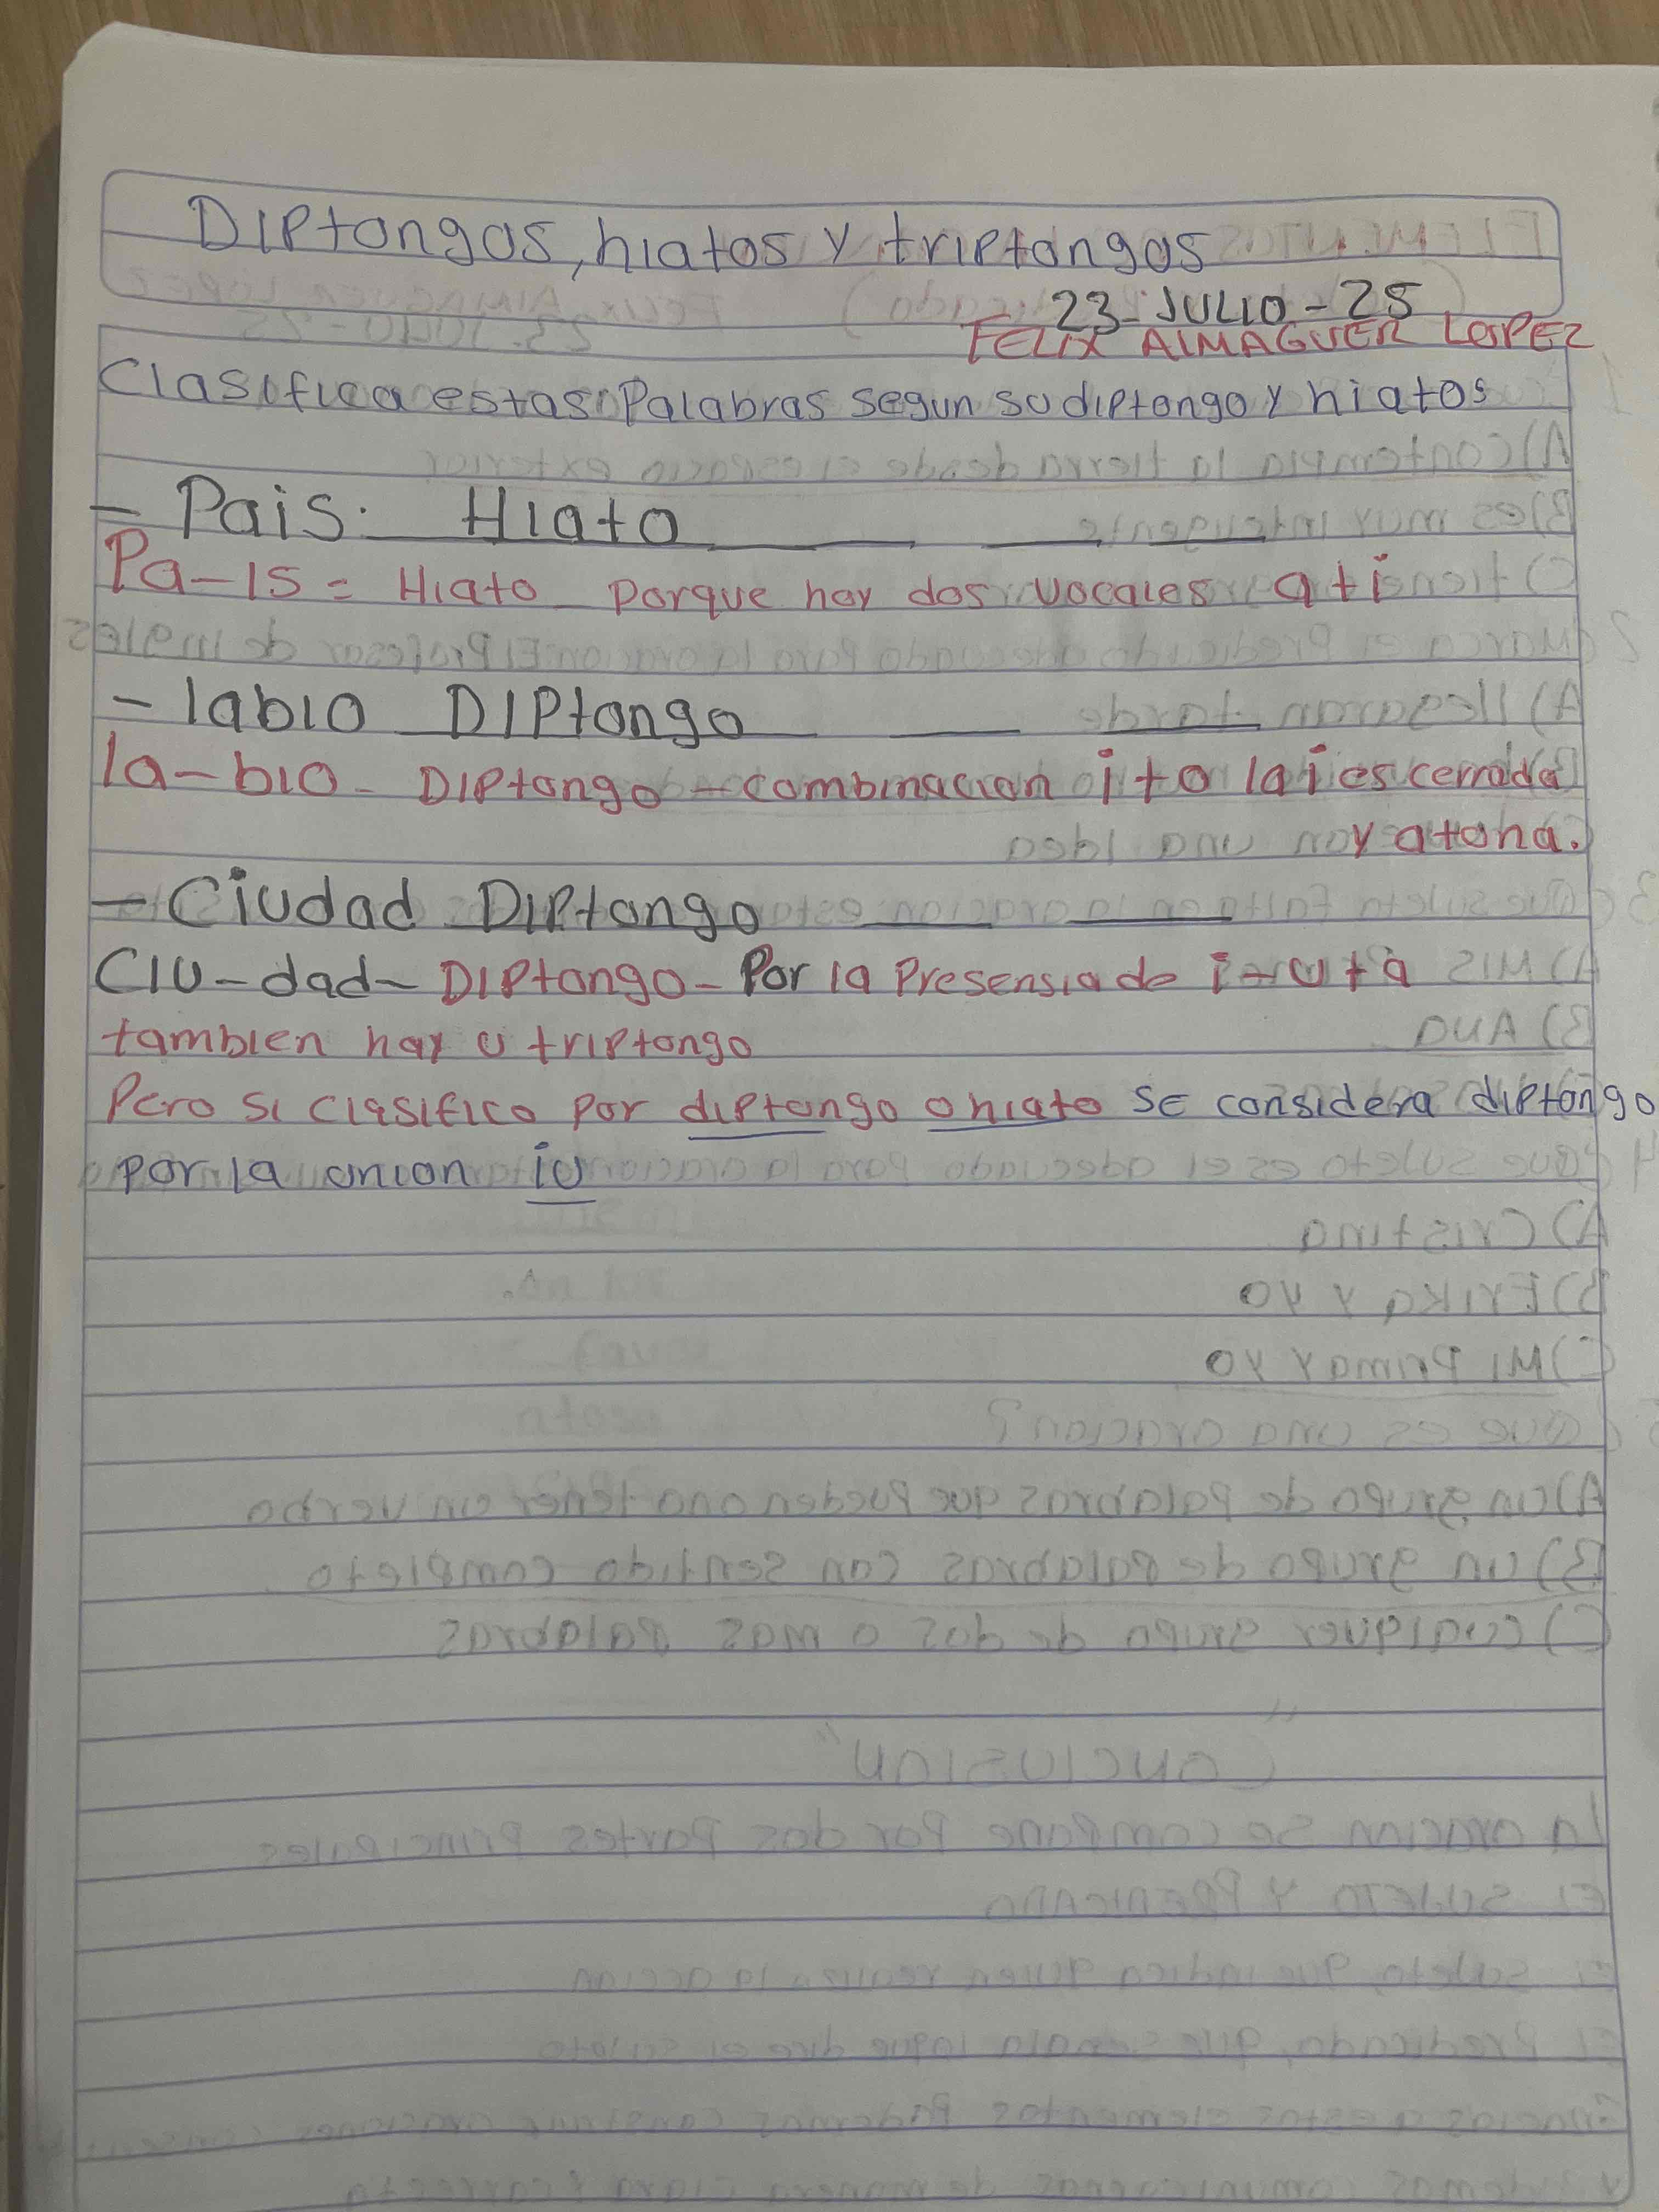 Diptongos, hiatos y triptongos
23-JULIO-25
FELIX AlMAGUER LOPEZ
Clasifica estas Palabras segun su diptongo y hiatos
- Pais: Hiato
Pa-is = Hiato - Porque hay dos vocales a+i
- labio Diptongo
la-bio - Diptongo - combinacion i+o la i es cerrada
y atona.
- Ciudad Diptongo
Ciu-dad- Diptongo - Por la Presensia de i-u+a
tambien hay u triptongo
Pero si clasifico por diptongo o hiato se considera diptongo
por la union iu